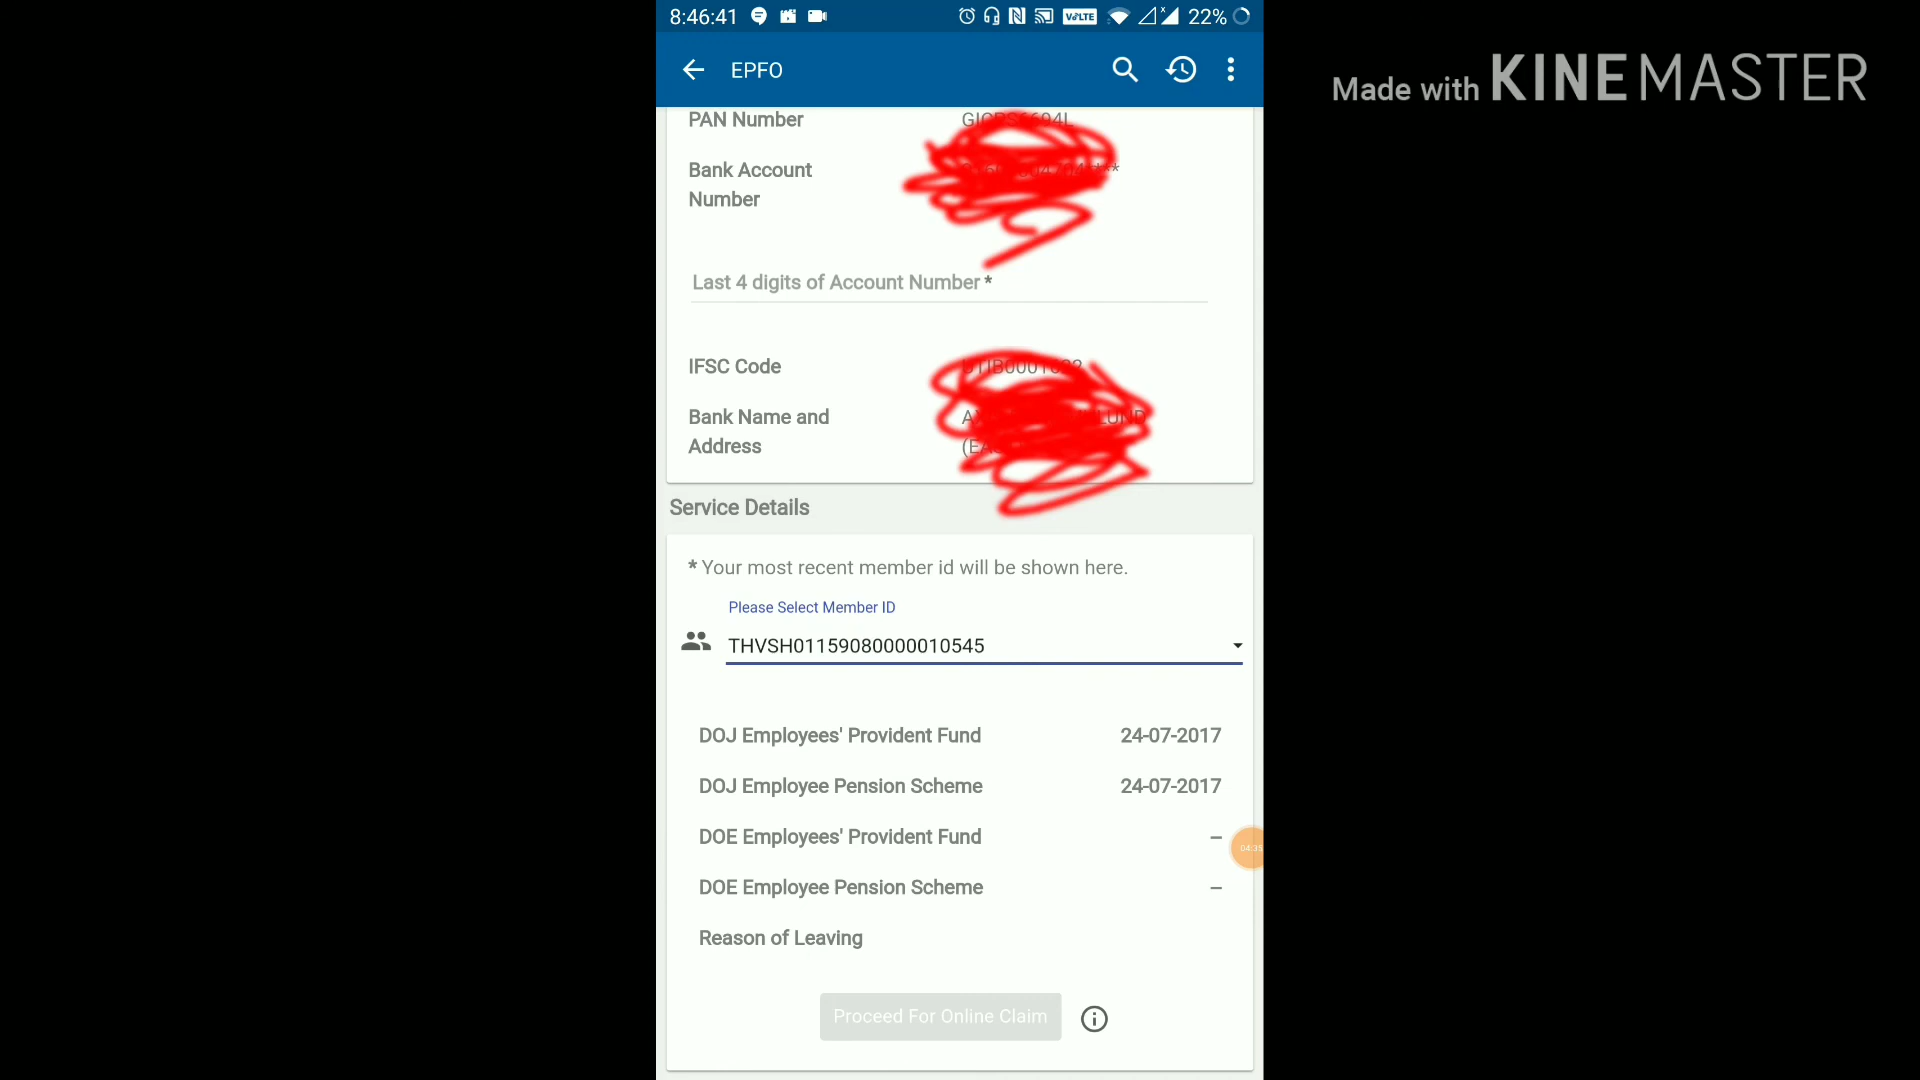 8:46:41 VoLTE 22%
Made with KINEMASTER
EPFO
PAN Number
Bank Account
Number
Last 4 digits of Account Number *
IFSC Code
Bank Name and
Address
Service Details
* Your most recent member id will be shown here.
Please Select Member ID
THVSH01159080000010545
DOJ Employees' Provident Fund 24-07-2017
DOJ Employee Pension Scheme 24-07-2017
DOE Employees' Provident Fund –
04:35
DOE Employee Pension Scheme –
Reason of Leaving
Proceed For Online Claim